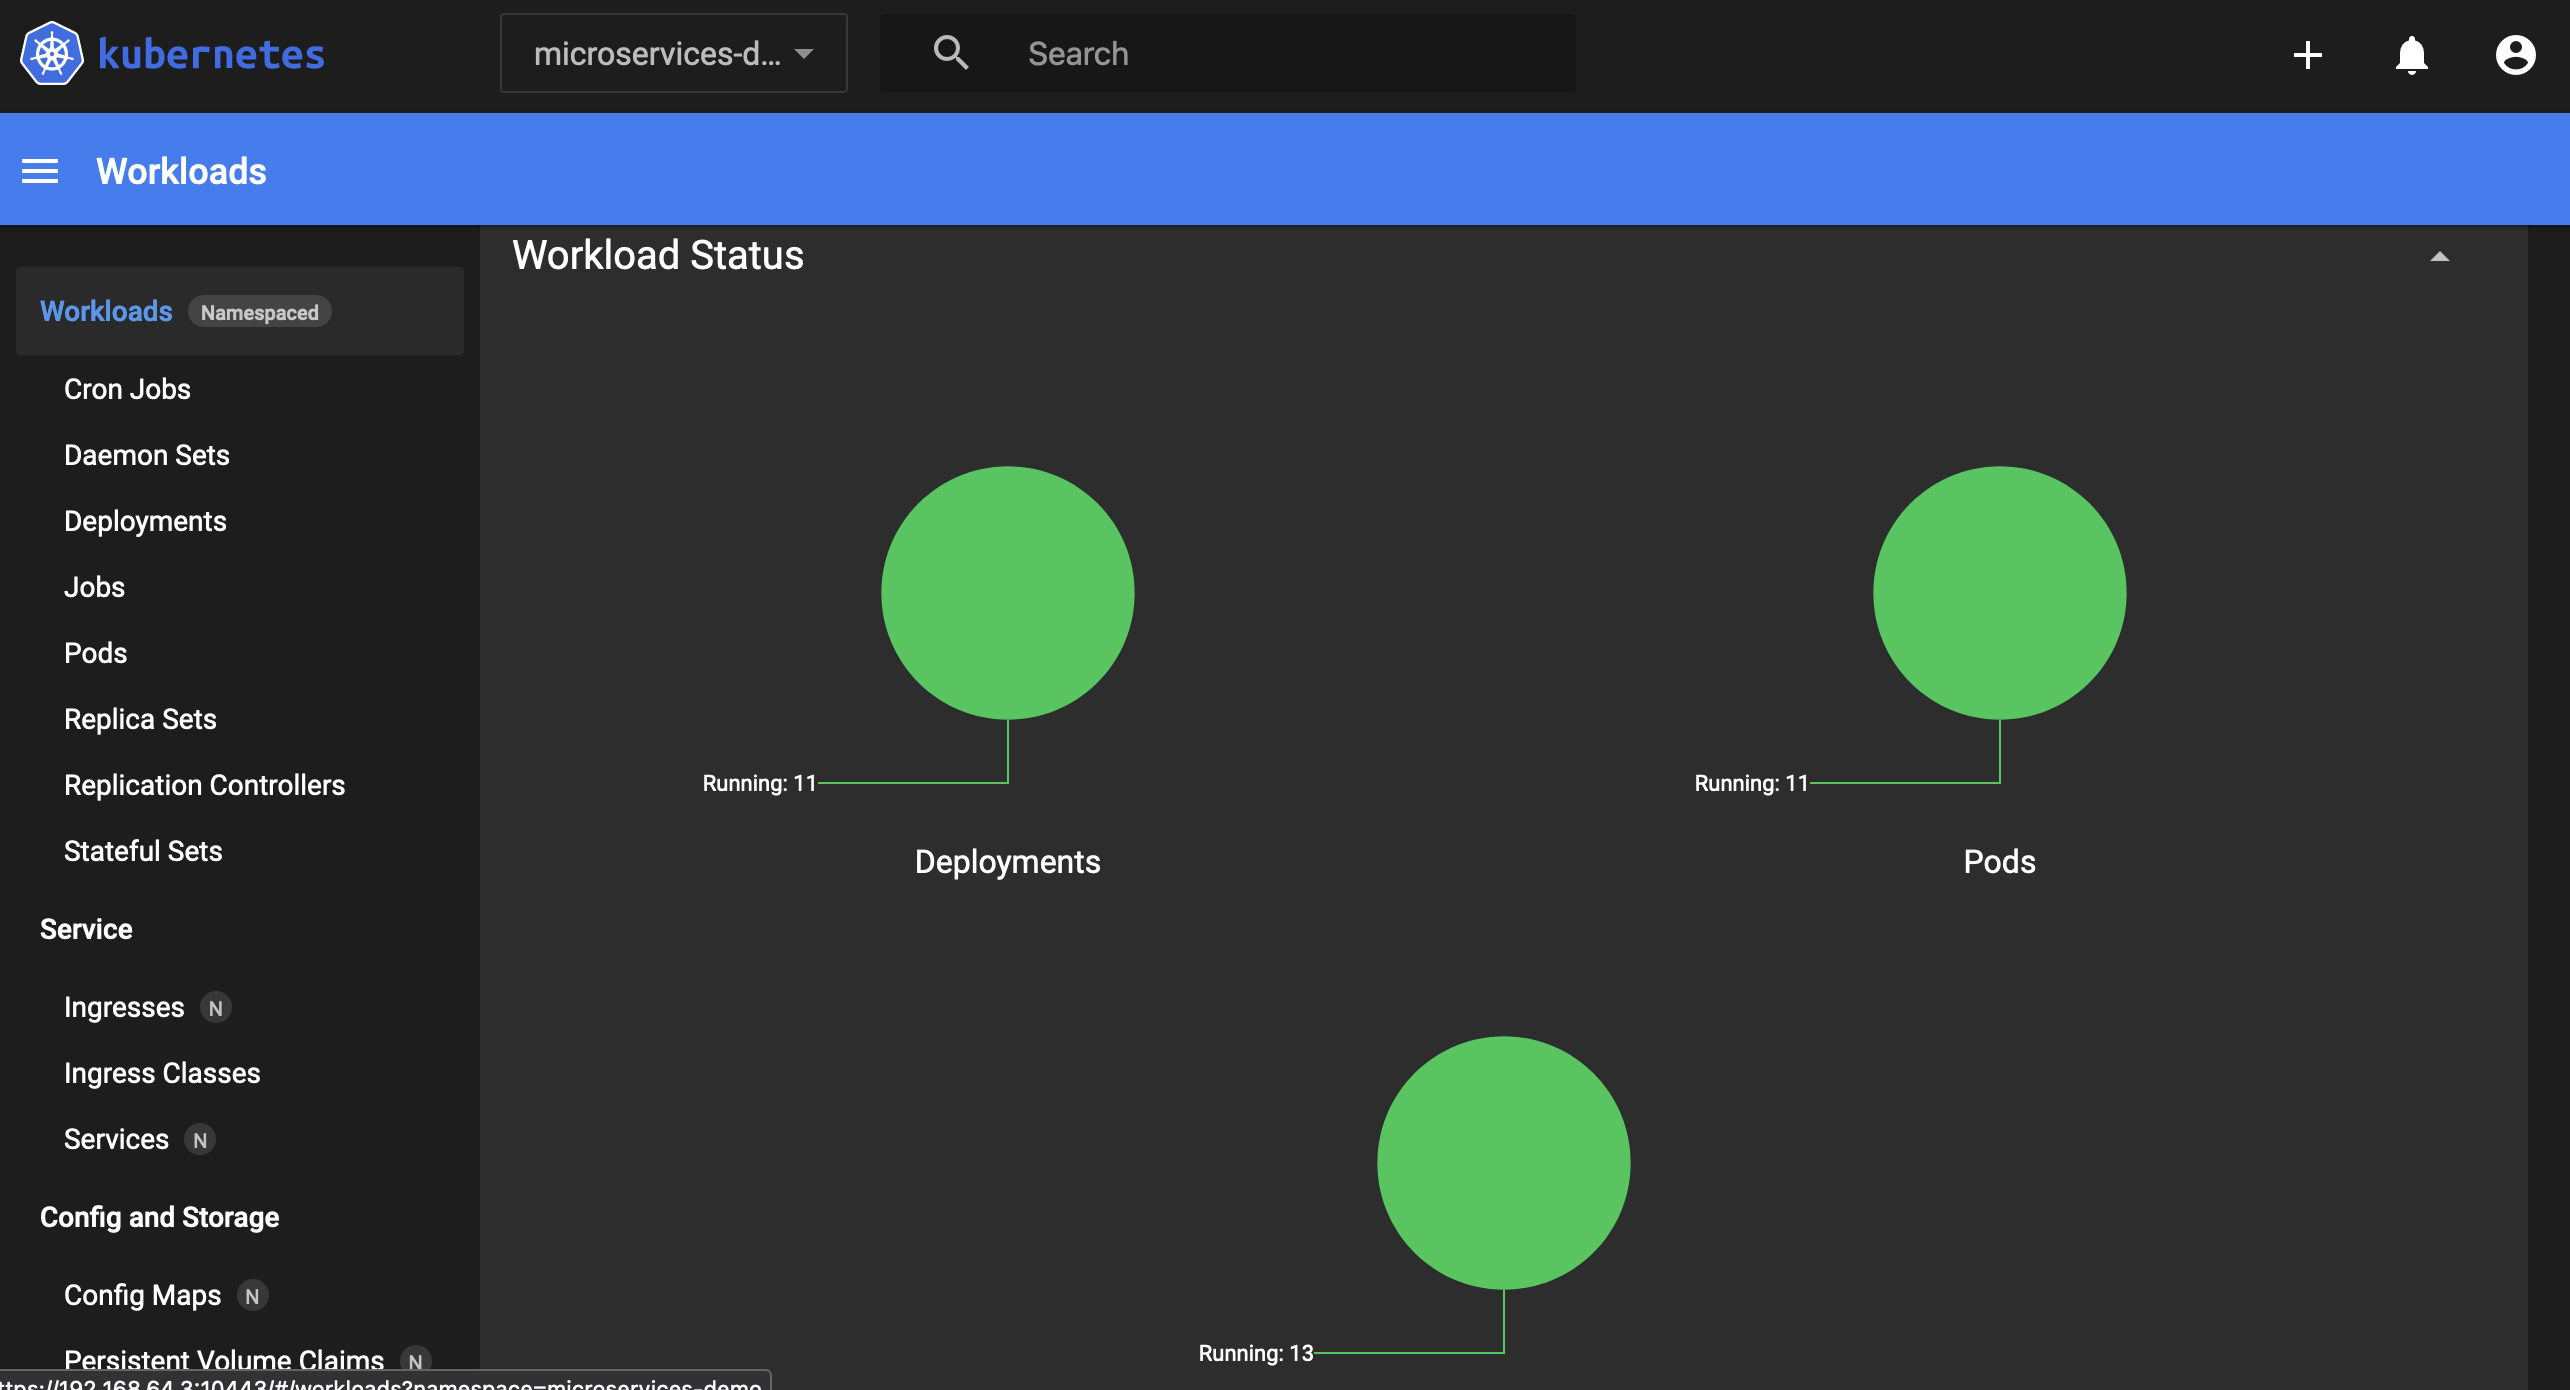 kubernetes
microservices-d...
Search
Workloads
Workload Status
Workloads Namespaced
Cron Jobs
Daemon Sets
Deployments
Jobs
Pods
Replica Sets
Replication Controllers
Stateful Sets
Service
Ingresses N
Ingress Classes
Services N
Config and Storage
Config Maps N
Persistent Volume Claims N
Running: 11
Deployments
Running: 11
Pods
Running: 13
ttps://192.168.64.3:10443/#/workloads?namespace=microservices-demo